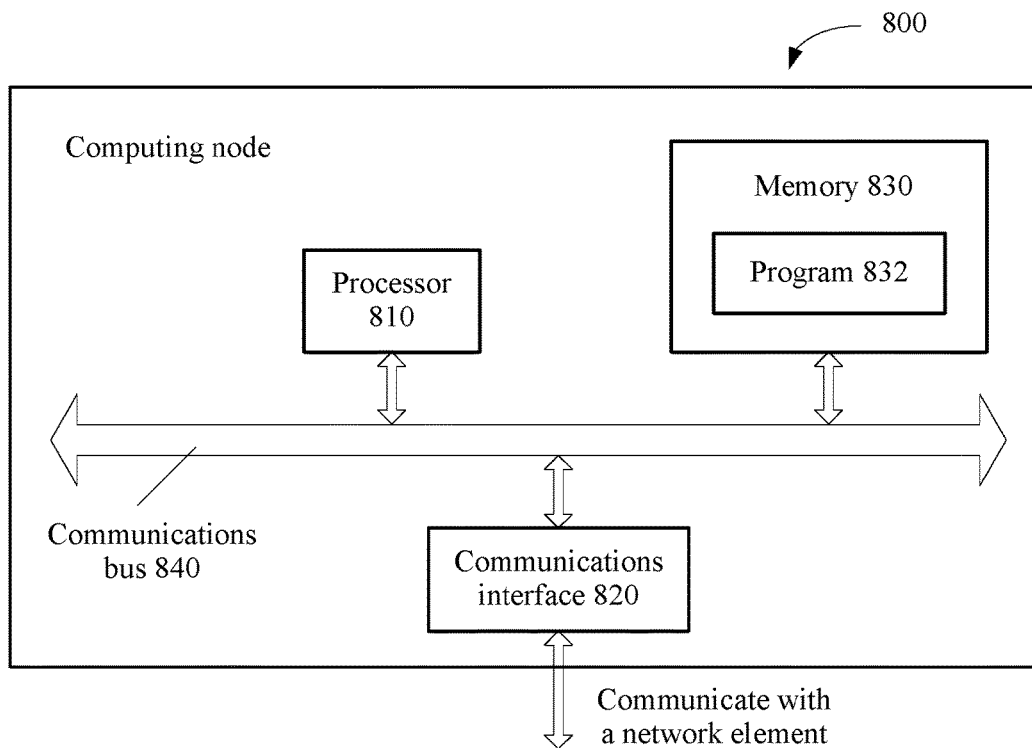 800
Computing node
Memory 830
Program 832
Processor
810
Communications
bus 840
Communications
interface 820
Communicate with
a network element